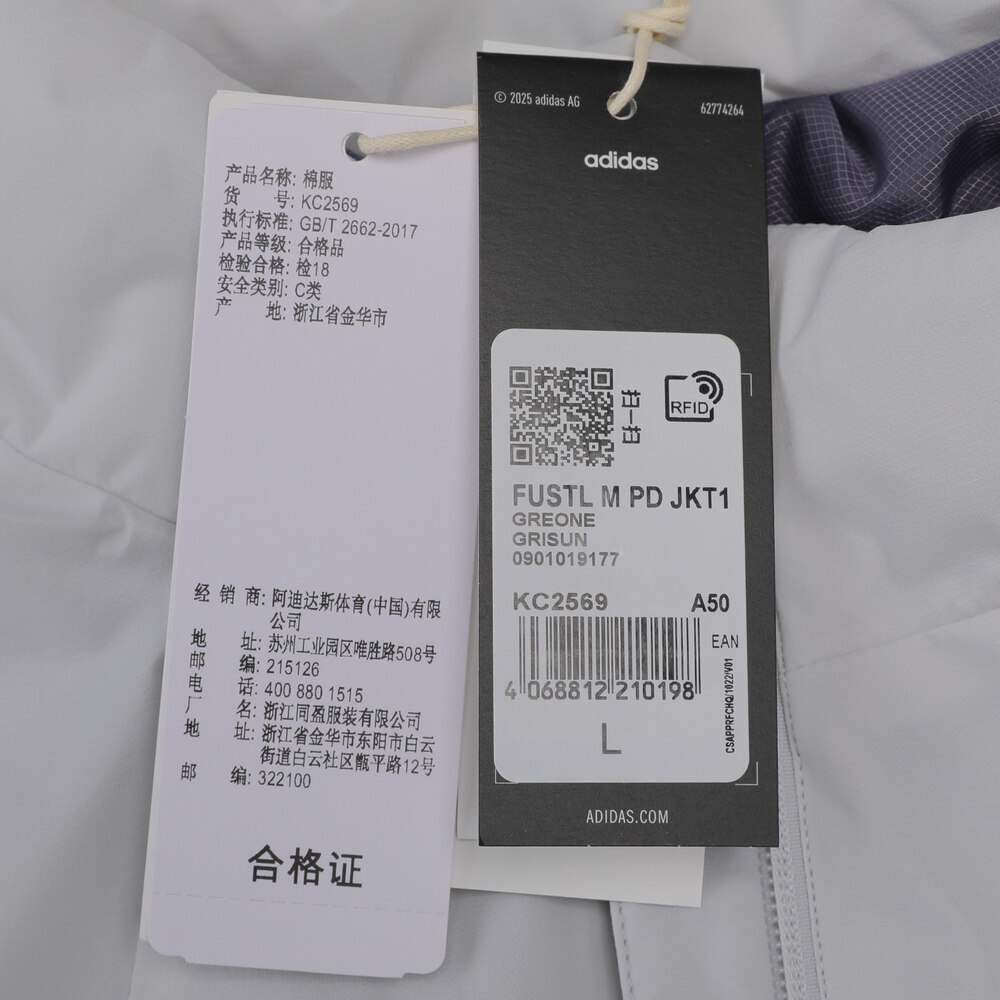 产品名称: 棉服
货 号: KC2569
执行标准: GB/T 2662-2017
产品等级: 合格品
检验合格: 检18
安全类别: C类
产 地: 浙江省金华市
经 销 商: 阿迪达斯体育(中国)有限
公司
地 址: 苏州工业园区唯胜路508号
邮 编: 215126
电 话: 400 880 1515
厂 名: 浙江同盈服装有限公司
地 址: 浙江省金华市东阳市白云
街道白云社区甑平路12号
邮 编: 322100
合格证
© 2025 adidas AG
62774264
adidas
扫一扫
RFID
FUSTL M PD JKT1
GREONE
GRISUN
0901019177
KC2569 A50
EAN
4 068812 210198
CSAPPRFCHQ/1022/V01
L
ADIDAS.COM